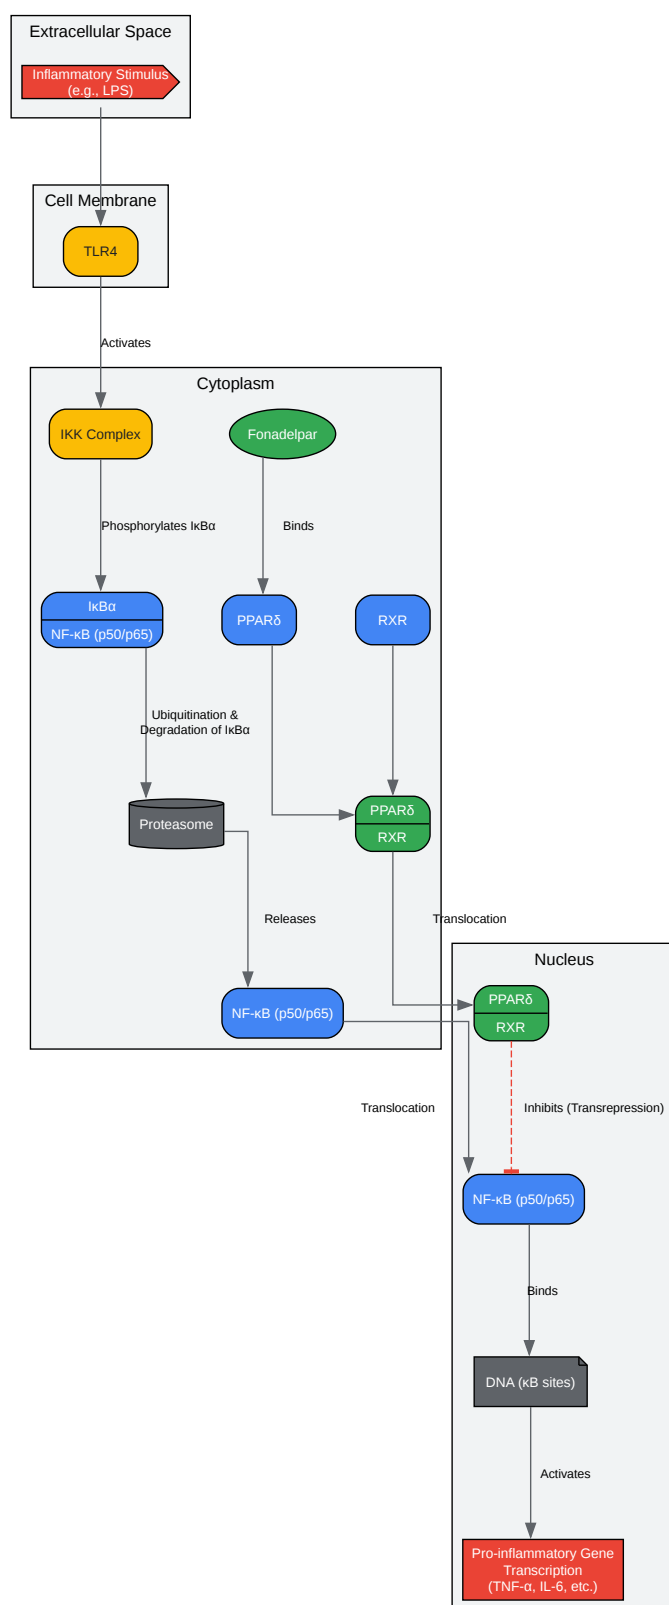 Extracellular Space
Inflammatory Stimulus
(e.g., LPS)
Cell Membrane
TLR4
Activates
Cytoplasm
IKK Complex
Fonadelpar
Phosphorylates IκBα
Binds
IκBα
NF-κB (p50/p65)
PPARδ
RXR
Ubiquitination &
Degradation of IκBα
Proteasome
PPARδ
RXR
Releases
Translocation
Nucleus
NF-κB (p50/p65)
PPARδ
RXR
Translocation
Inhibits (Transrepression)
NF-κB (p50/p65)
Binds
DNA (κB sites)
Activates
Pro-inflammatory Gene
Transcription
(TNF-α, IL-6, etc.)